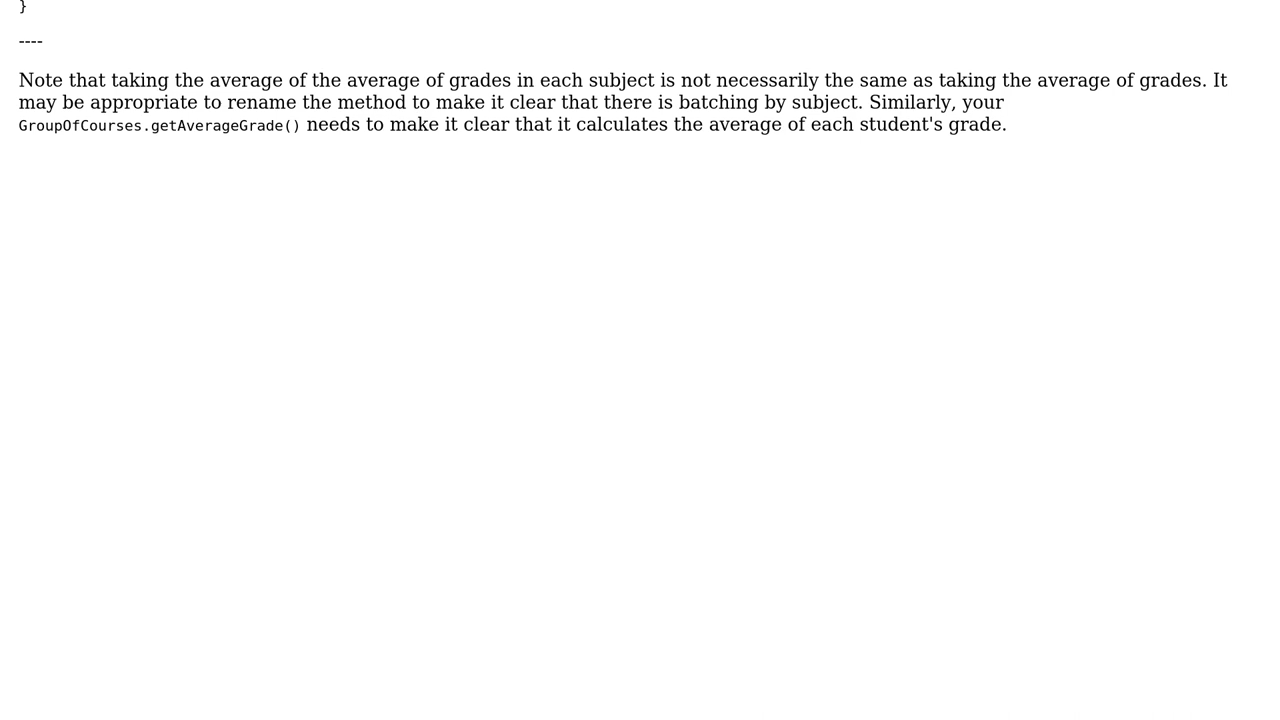 }
----
Note that taking the average of the average of grades in each subject is not necessarily the same as taking the average of grades. It
may be appropriate to rename the method to make it clear that there is batching by subject. Similarly, your
GroupOfCourses.getAverageGrade() needs to make it clear that it calculates the average of each student's grade.